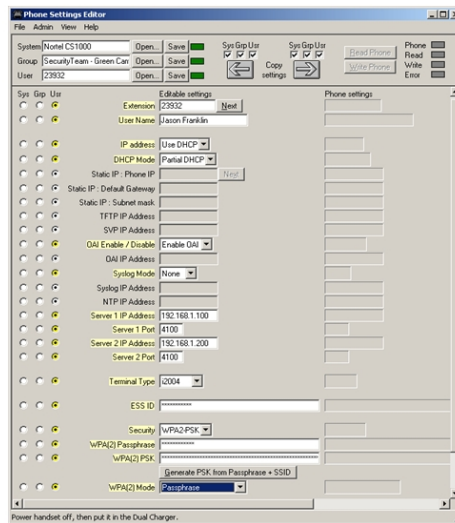 Phone Settings Editor
File Admin View Help
System Nortel CS1000 Open... Save Sys Grp Usr Sys Grp Usr Read Phone Phone
Group SecurityTeam - Green Can Open... Save Copy settings Write Phone Read
User 23932 Open... Save Write
Error
Sys Grp Usr Editable settings Phone settings
Extension 23932 Next
User Name Jason Franklin
IP address Use DHCP
DHCP Mode Partial DHCP
Static IP : Phone IP Next
Static IP : Default Gateway
Static IP : Subnet mask
TFTP IP Address
SVP IP Address
OAI Enable / Disable Enable OAI
OAI IP Address
Syslog Mode None
Syslog IP Address
NTP IP Address
Server 1 IP Address 192.168.1.100
Server 1 Port 4100
Server 2 IP Address 192.168.1.200
Server 2 Port 4100
Terminal Type i2004
ESS ID ***********
Security WPA2-PSK
WPA(2) Passphrase
WPA(2) PSK
Generate PSK from Passphrase + SSID
WPA(2) Mode Passphrase
Power handset off, then put it in the Dual Charger.